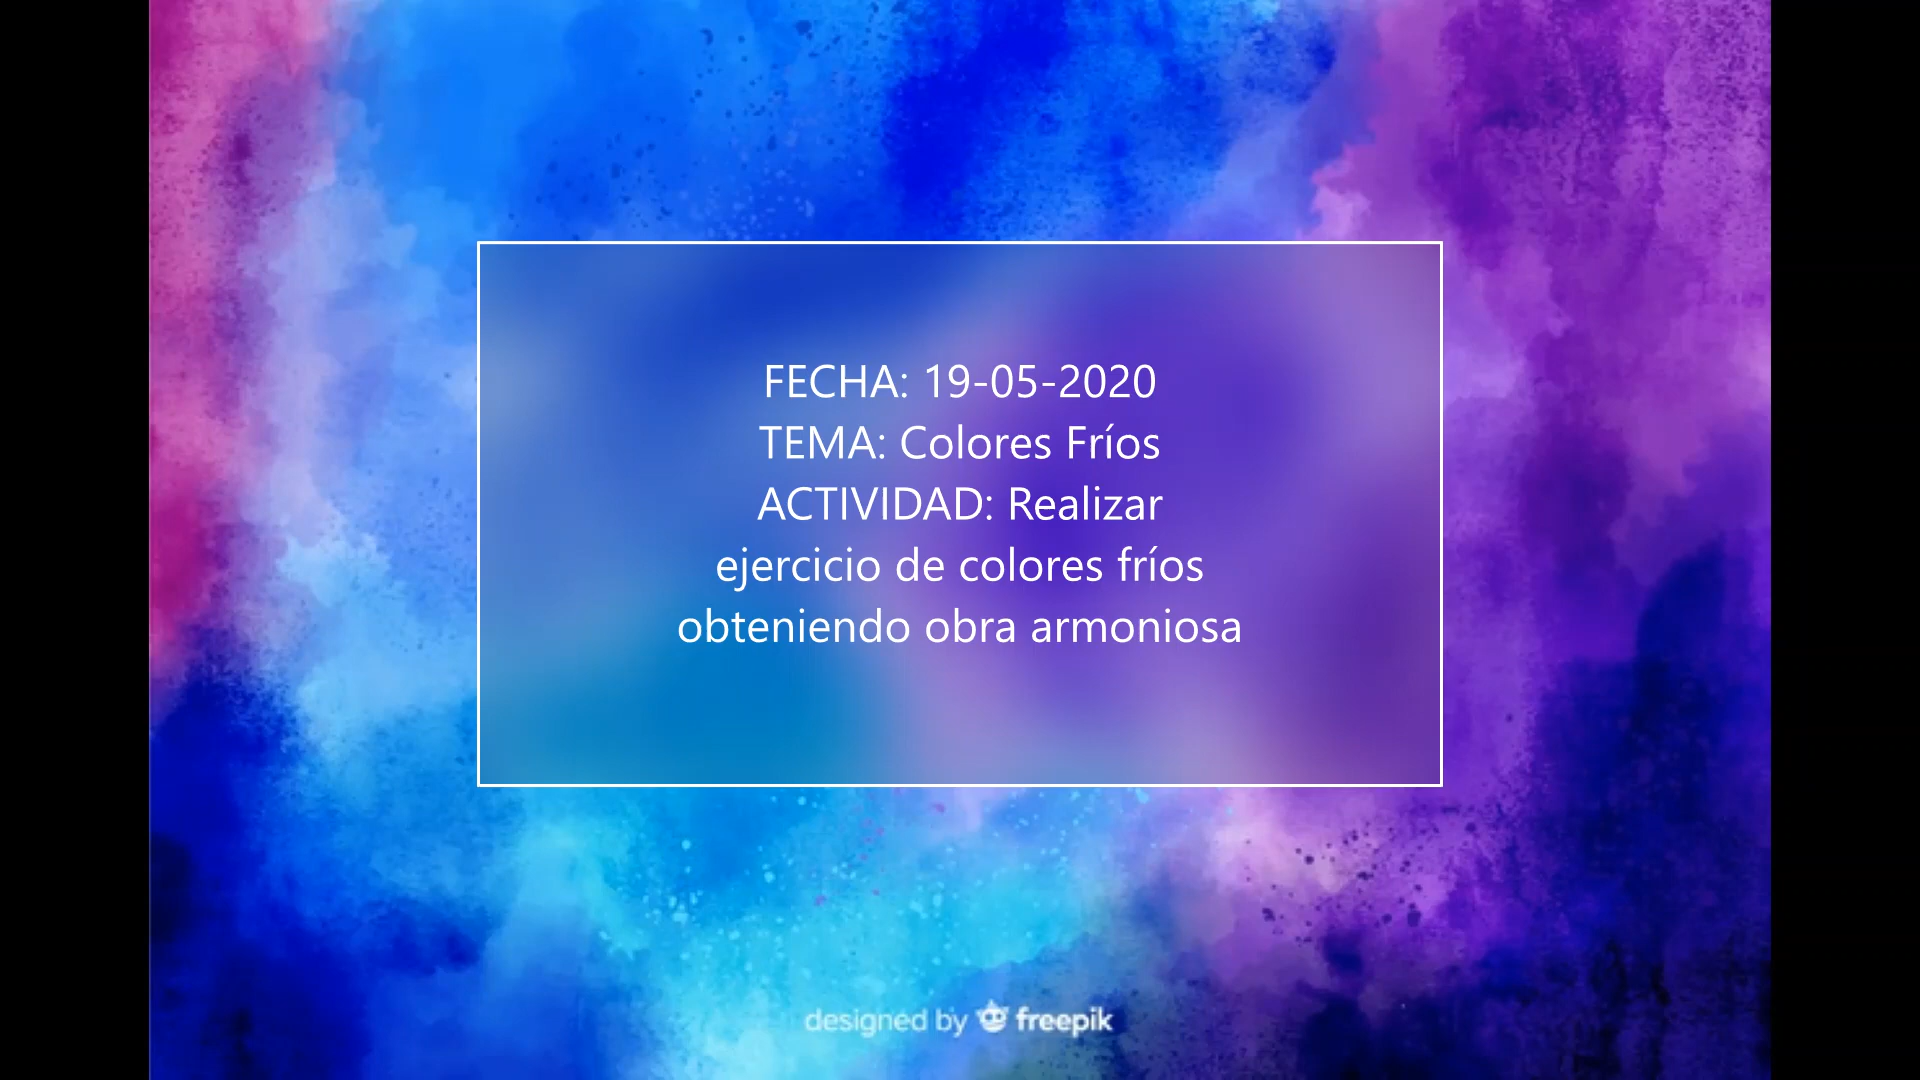 FECHA: 19-05-2020
TEMA: Colores Fríos
ACTIVIDAD: Realizar
ejercicio de colores fríos
obteniendo obra armoniosa
designed by freepik